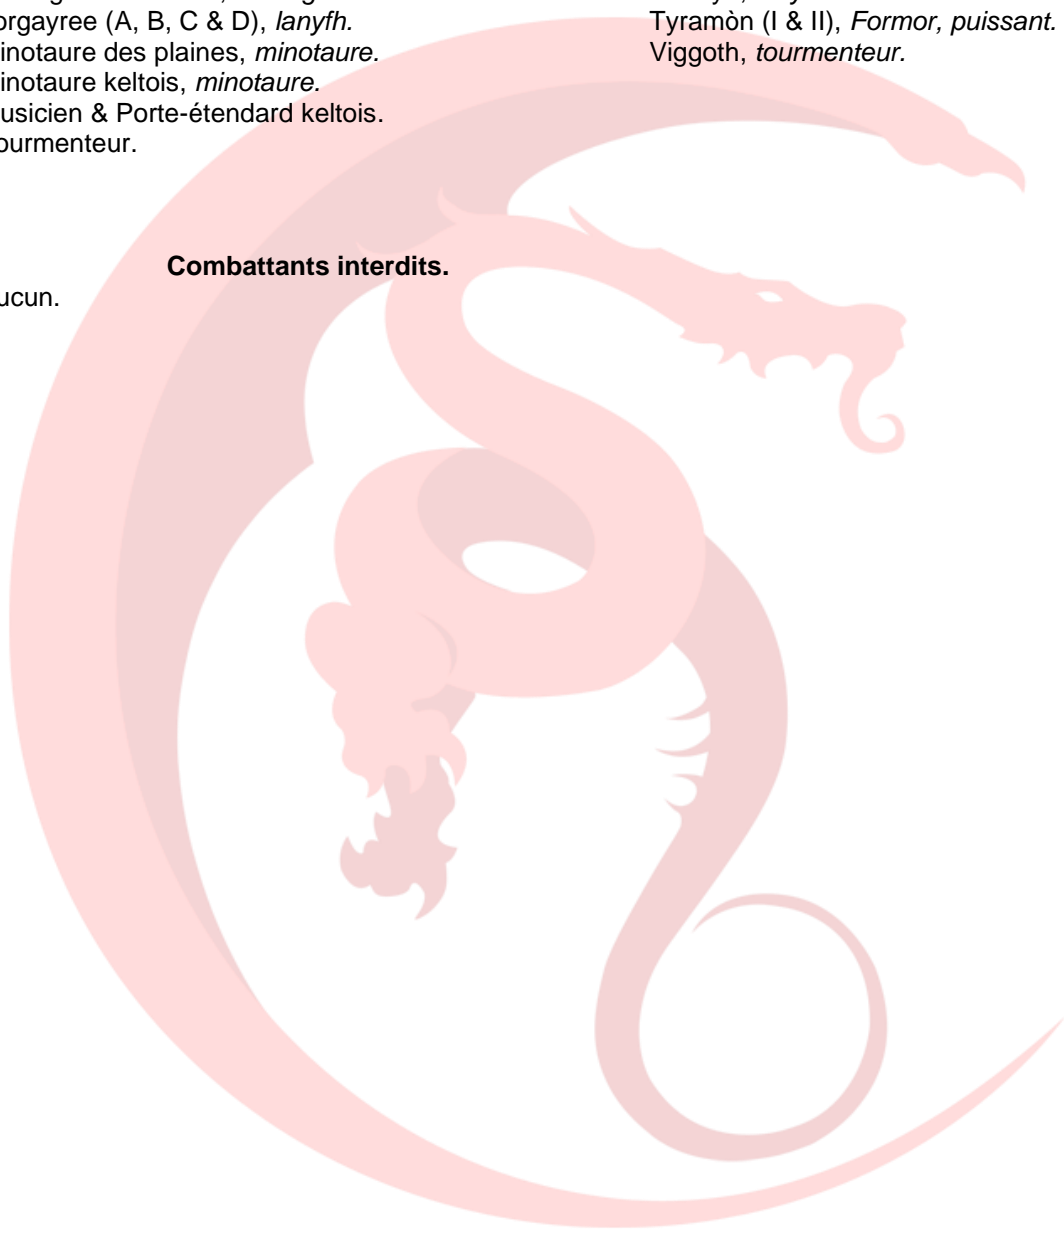 orgayree (A, B, C & D), lanyfh.
inotaure des plaines, minotaure.
inotaure keltois, minotaure.
usicien & Porte-étendard keltois.
ourmenteur.
Tyramòn (I & II), Formor, puissant.
Viggoth, tourmenteur.
Combattants interdits.
ucun.